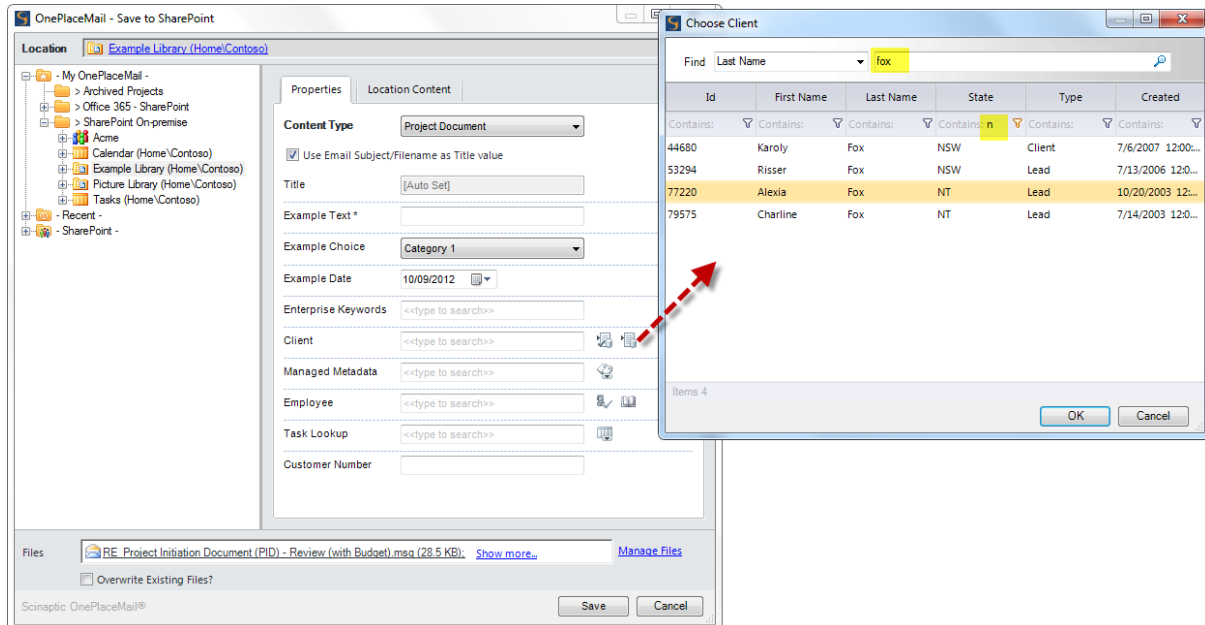 OnePlaceMail - Save to SharePoint
Location Example Library (Home\Contoso)
- My OnePlaceMail -
> Archived Projects
> Office 365 - SharePoint
> SharePoint On-premise
Acme
Calendar (Home\Contoso)
Example Library (Home\Contoso)
Picture Library (Home\Contoso)
Tasks (Home\Contoso)
- Recent -
- SharePoint -
Properties Location Content
Content Type Project Document
Use Email Subject/Filename as Title value
Title [Auto Set]
Example Text *
Example Choice Category 1
Example Date 10/09/2012
Enterprise Keywords <<type to search>>
Client <<type to search>>
Managed Metadata <<type to search>>
Employee <<type to search>>
Task Lookup <<type to search>>
Customer Number
Files RE_Project Initiation Document (PID) - Review (with Budget).msg (28.5 KB); Show more... Manage Files
Overwrite Existing Files?
Scinaptic OnePlaceMail® Save Cancel
Choose Client
Find Last Name fox
Id First Name Last Name State Type Created
Contains: Contains: Contains: Contains: n Contains: Contains:
44680 Karoly Fox NSW Client 7/6/2007 12:00:...
53294 Risser Fox NSW Lead 7/13/2006 12:0...
77220 Alexia Fox NT Lead 10/20/2003 12:...
79575 Charline Fox NT Lead 7/14/2003 12:0...
Items 4
OK Cancel